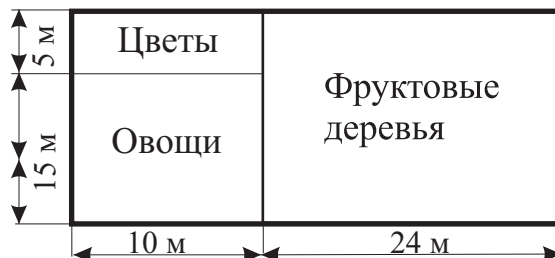 5 м
Цветы
Фруктовые
деревья
Овощи
15 м
10 м
24 м